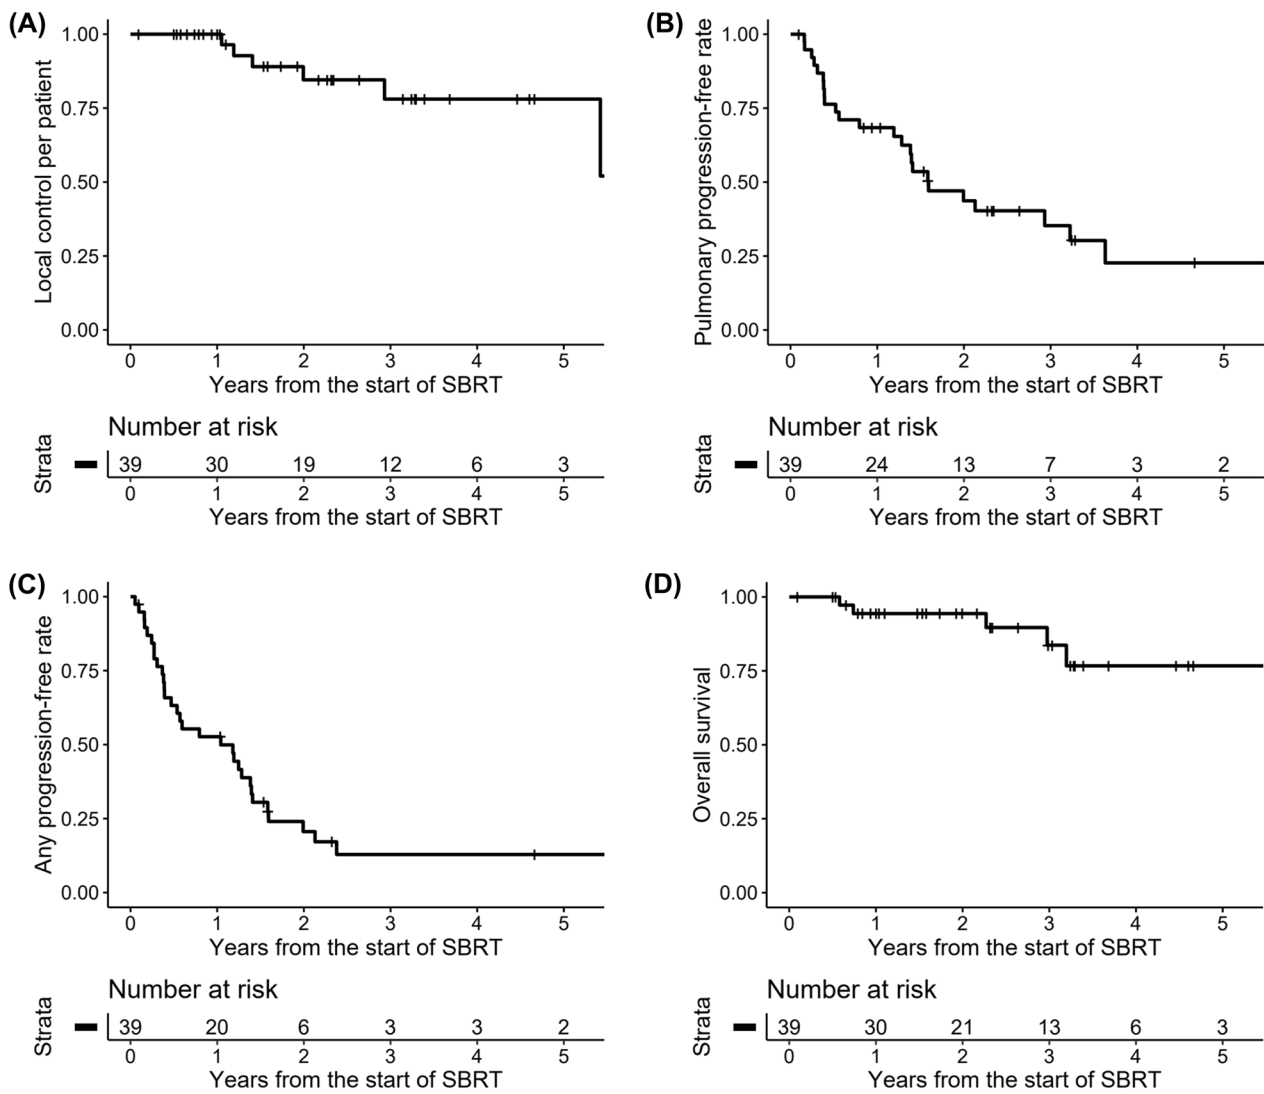 (A)
Local control per patient
1.00
0.75
0.50
0.25
0.00
0 1 2 3 4 5
Years from the start of SBRT
Number at risk
Strata
39 30 19 12 6 3
0 1 2 3 4 5
Years from the start of SBRT
(B)
Pulmonary progression-free rate
1.00
0.75
0.50
0.25
0.00
0 1 2 3 4 5
Years from the start of SBRT
Number at risk
Strata
39 24 13 7 3 2
0 1 2 3 4 5
Years from the start of SBRT
(C)
Any progression-free rate
1.00
0.75
0.50
0.25
0.00
0 1 2 3 4 5
Years from the start of SBRT
Number at risk
Strata
39 20 6 3 3 2
0 1 2 3 4 5
Years from the start of SBRT
(D)
Overall survival
1.00
0.75
0.50
0.25
0.00
0 1 2 3 4 5
Years from the start of SBRT
Number at risk
Strata
39 30 21 13 6 3
0 1 2 3 4 5
Years from the start of SBRT